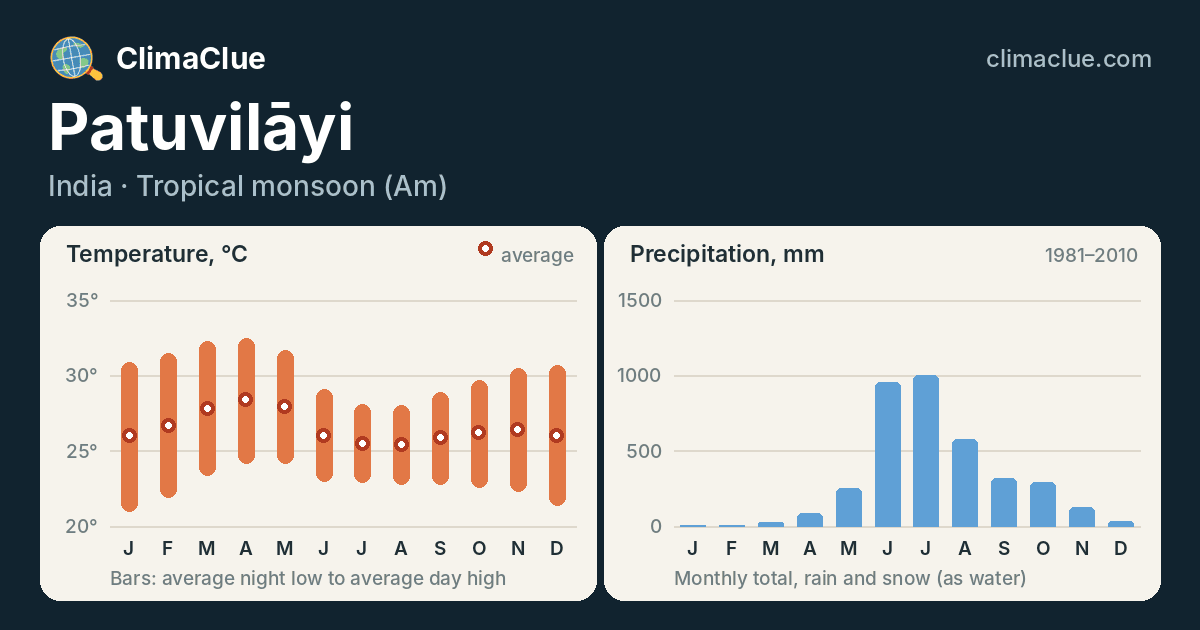 ClimaClue
climaclue.com
Patuvilāyi
India · Tropical monsoon (Am)
Temperature, °C
average
35°
30°
25°
20°
J F M A M J J A S O N D
Bars: average night low to average day high
Precipitation, mm
1981–2010
1500
1000
500
0
J F M A M J J A S O N D
Monthly total, rain and snow (as water)